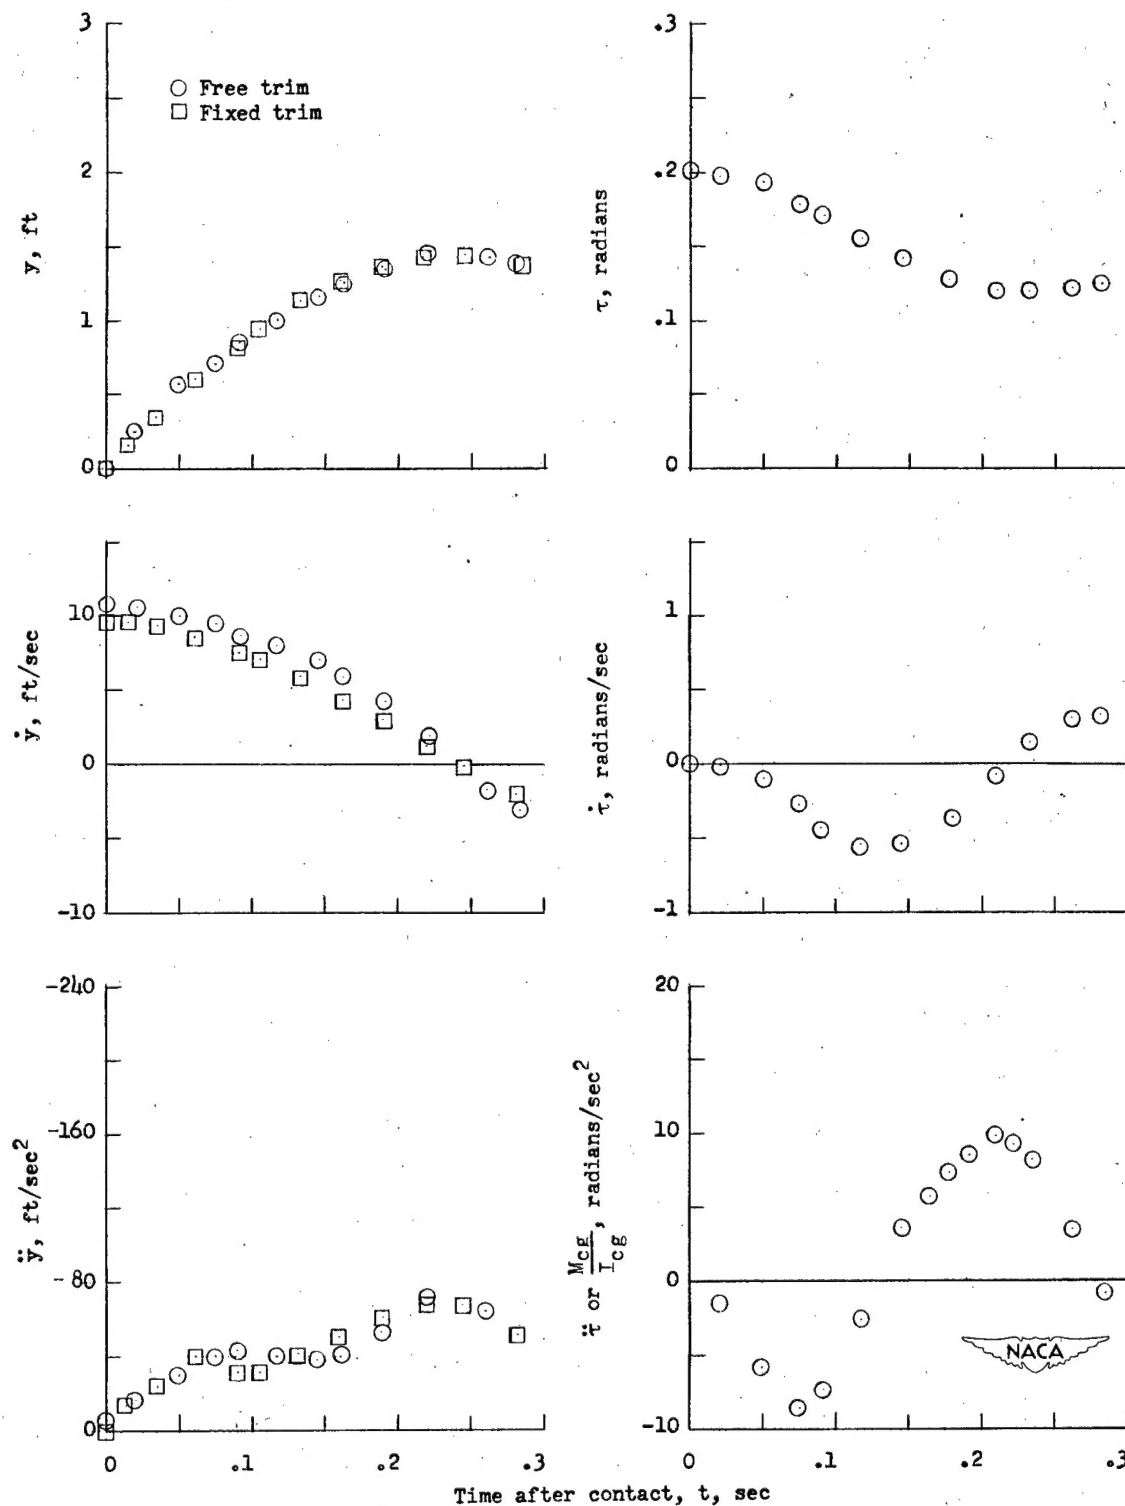 3
2
1
0
y, ft
○ Free trim
□ Fixed trim
.3
.2
.1
0
τ, radians
10
0
-10
ẏ, ft/sec
1
0
-1
τ̇, radians/sec
-240
-160
-80
0
ÿ, ft/sec²
20
10
0
-10
τ̈ or Mcg/Icg, radians/sec²
NACA
0 .1 .2 .3
0 .1 .2 .3
Time after contact, t, sec